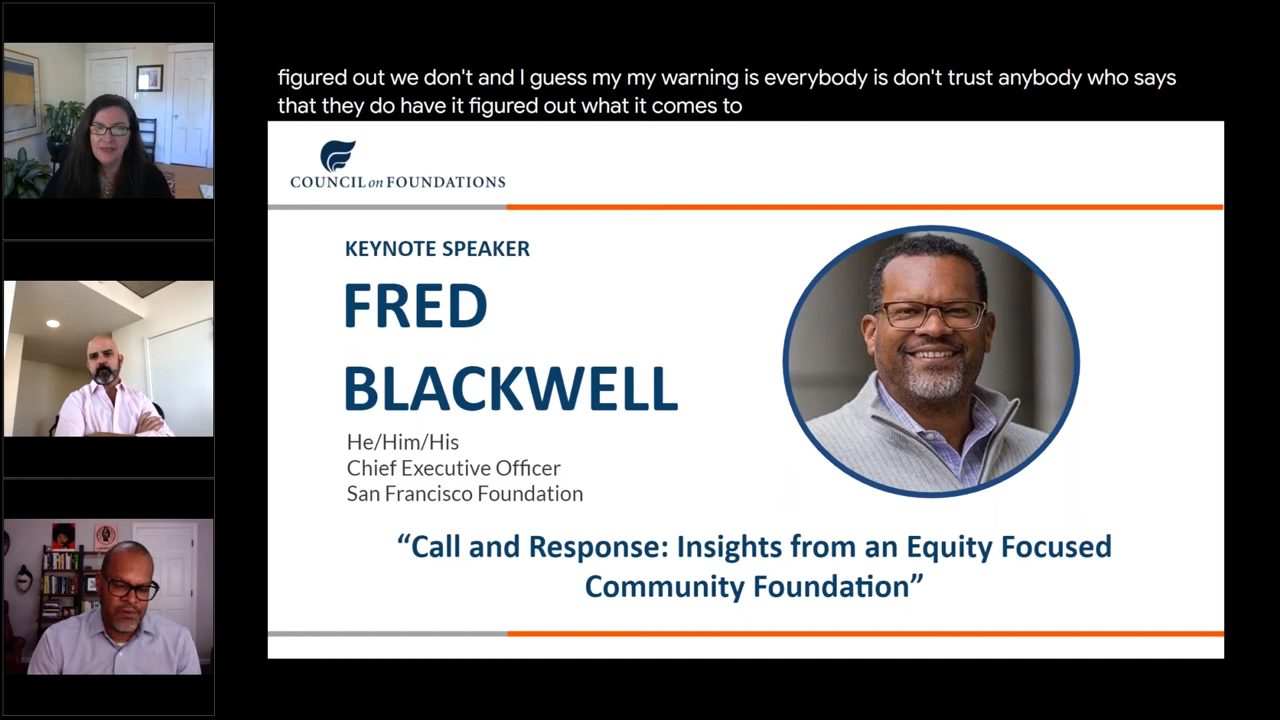 figured out we don't and I guess my my warning is everybody is don't trust anybody who says
that they do have it figured out what it comes to
COUNCIL on FOUNDATIONS
KEYNOTE SPEAKER
FRED
BLACKWELL
He/Him/His
Chief Executive Officer
San Francisco Foundation
“Call and Response: Insights from an Equity Focused
Community Foundation”